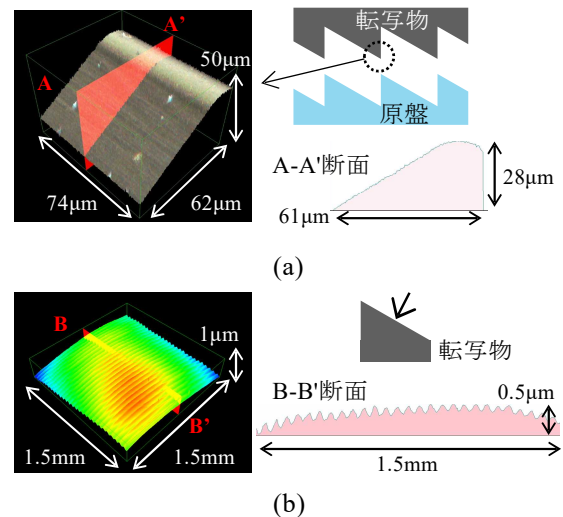 A'
A
50μm
74μm
62μm
転写物
原盤
A-A'断面
28μm
61μm
(a)
B
B'
1μm
1.5mm
1.5mm
転写物
B-B'断面
0.5μm
1.5mm
(b)